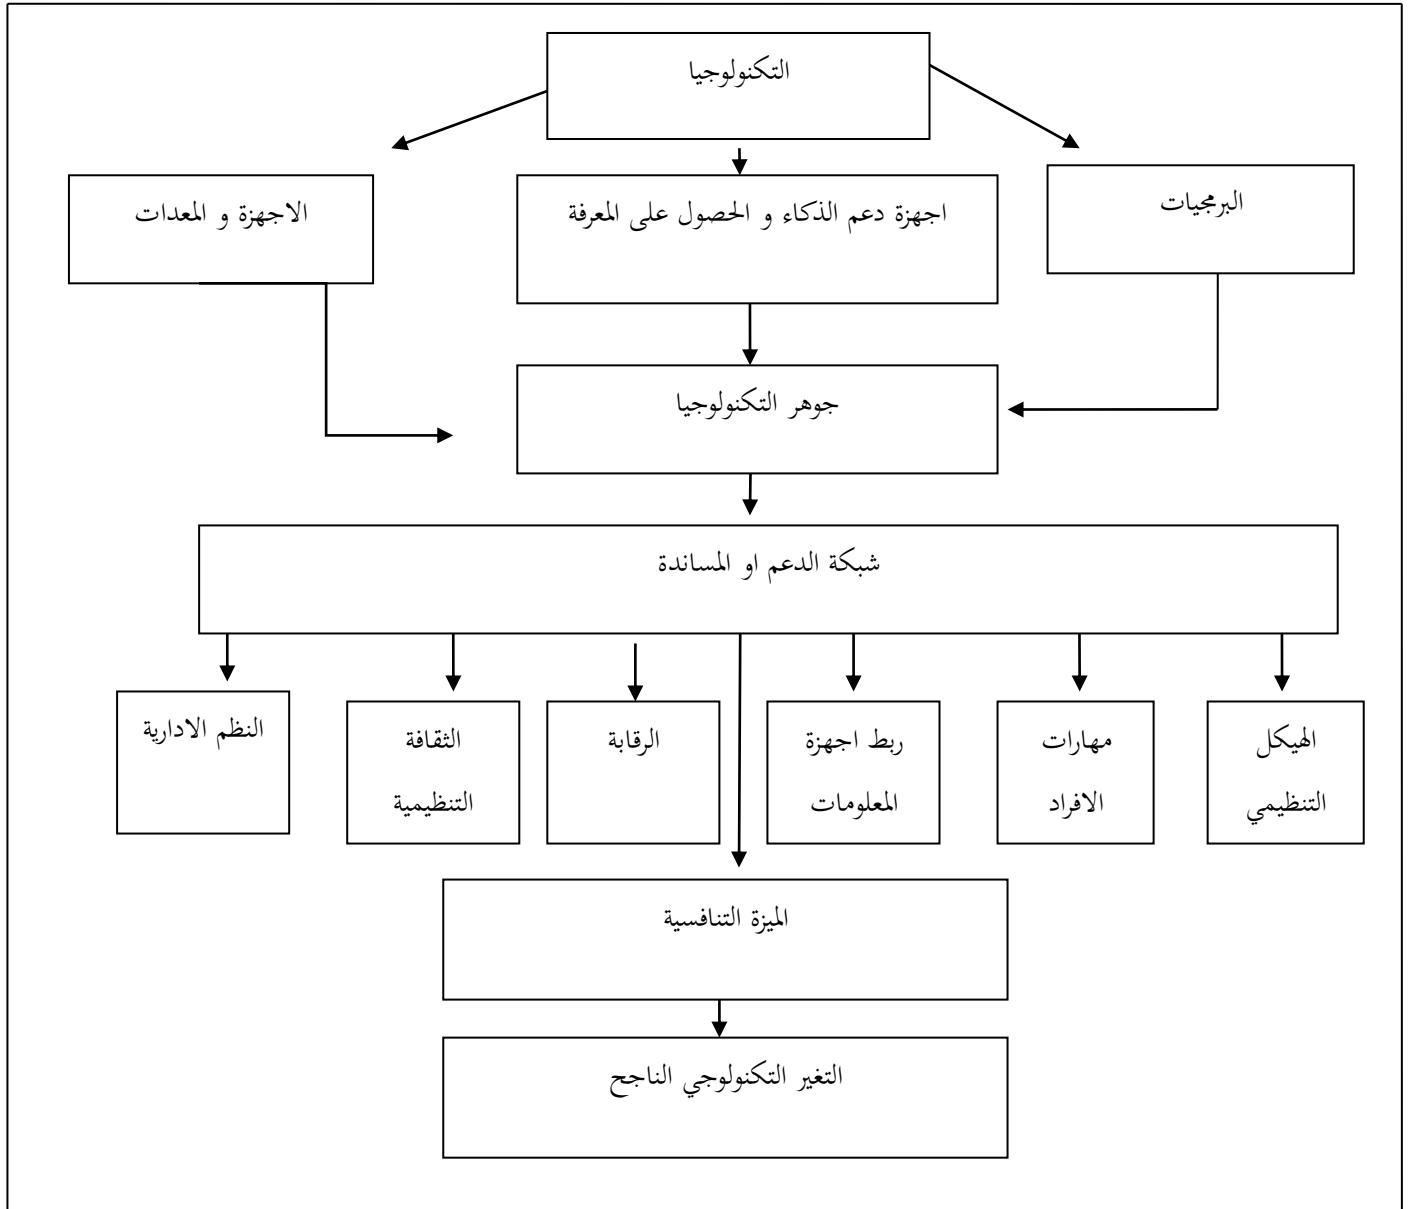 التكنولوجيا
البرمجيات
اجهزة دعم الذكاء و الحصول على المعرفة
الاجهزة و المعدات
جوهر التكنولوجيا
شبكة الدعم او المساندة
الهيكل
التنظيمي
مهارات
الافراد
ربط اجهزة
المعلومات
الرقابة
الثقافة
التنظيمية
النظم الادارية
الميزة التنافسية
التغير التكنولوجي الناجح